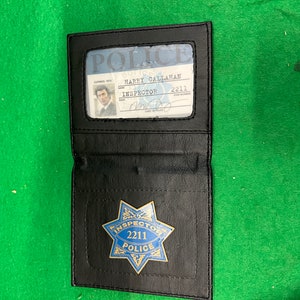 POLICE
HARRY CALLAHAN
INSPECTOR 2211
INSPECTOR
2211
POLICE